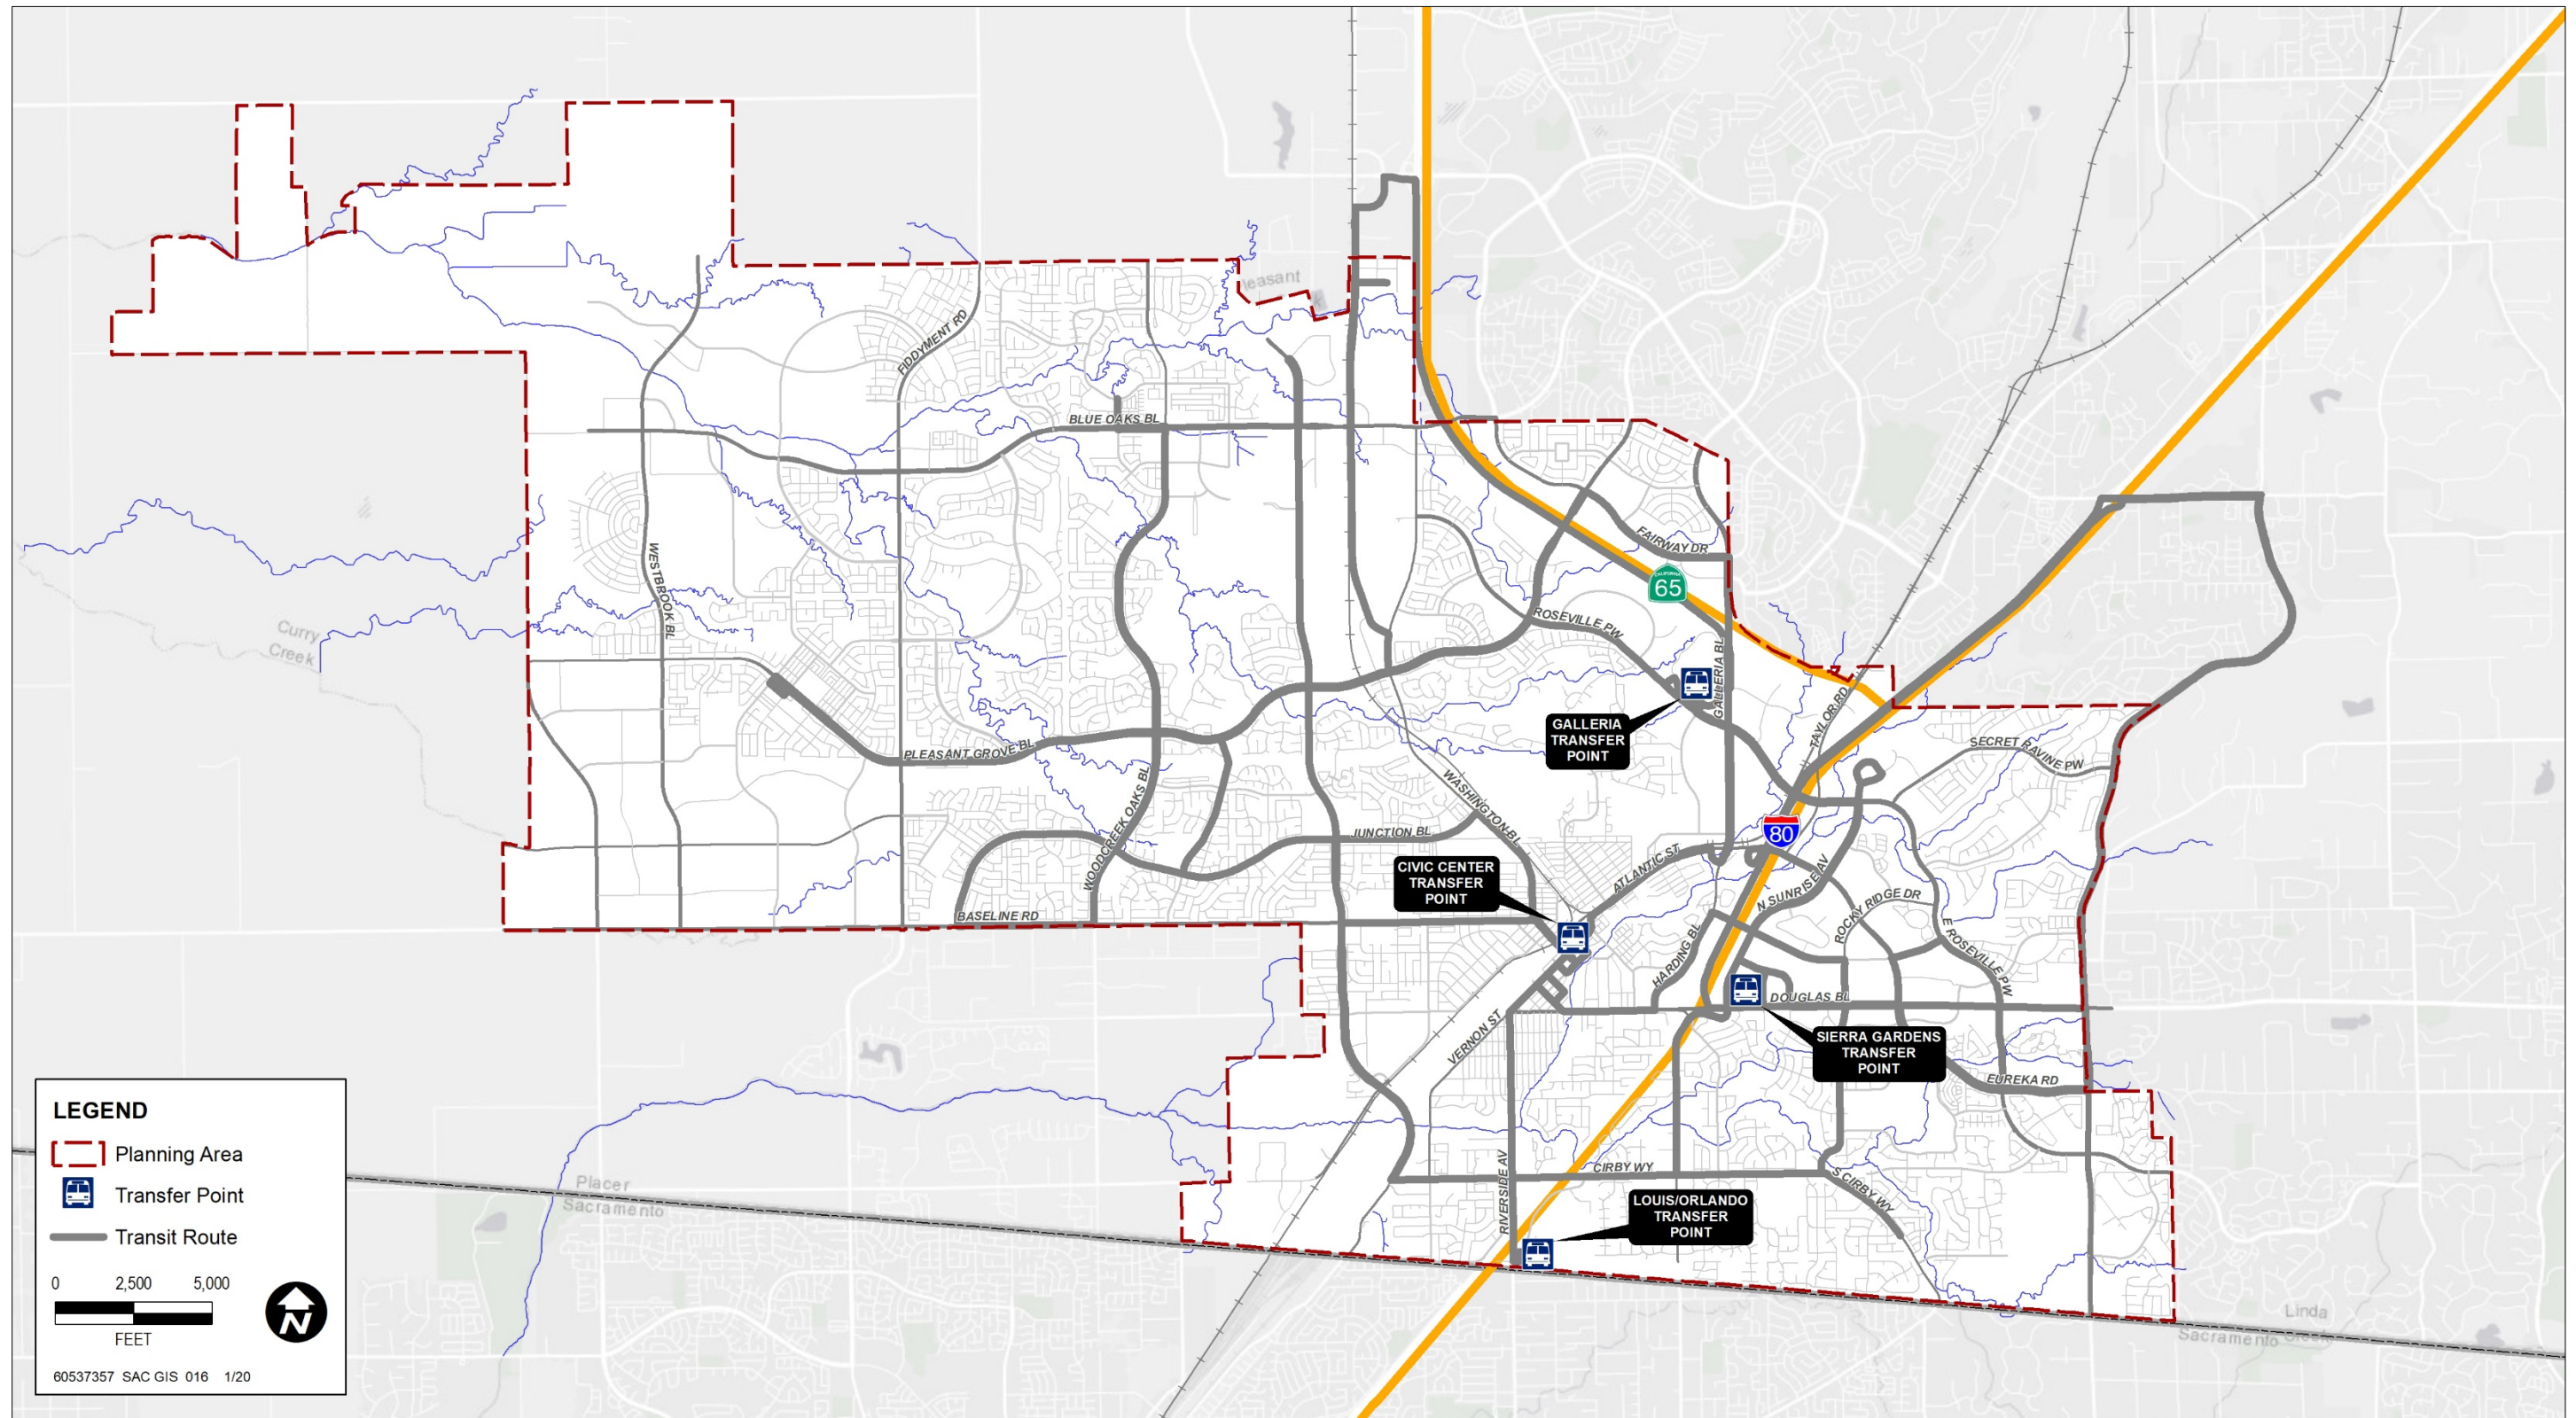 Pleasant
FIDDYMENT RD
BLUE OAKS BL
WESTBROOK BL
FAIRWAY DR
CALIFORNIA
65
ROSEVILLE PW
GALLERIA BL
Curry
Creek
GALLERIA
TRANSFER
POINT
TAYLOR RD
SECRET RAVINE PW
PLEASANT GROVE BL
WOODCREEK OAKS BL
WASHINGTON BL
JUNCTION BL
80
ATLANTIC ST
CIVIC CENTER
TRANSFER
POINT
N SUNRISE AV
ROCKY RIDGE DR
BASELINE RD
HARDING BL
E ROSEVILLE PW
DOUGLAS BL
VERNON ST
SIERRA GARDENS
TRANSFER
POINT
EUREKA RD
RIVERSIDE AV
CIRBY WY
S CIRBY WY
LOUIS/ORLANDO
TRANSFER
POINT
Placer
Sacramento
Linda
Sacramento
LEGEND
Planning Area
Transfer Point
Transit Route
0 2,500 5,000
FEET
N
60537357 SAC GIS 016 1/20